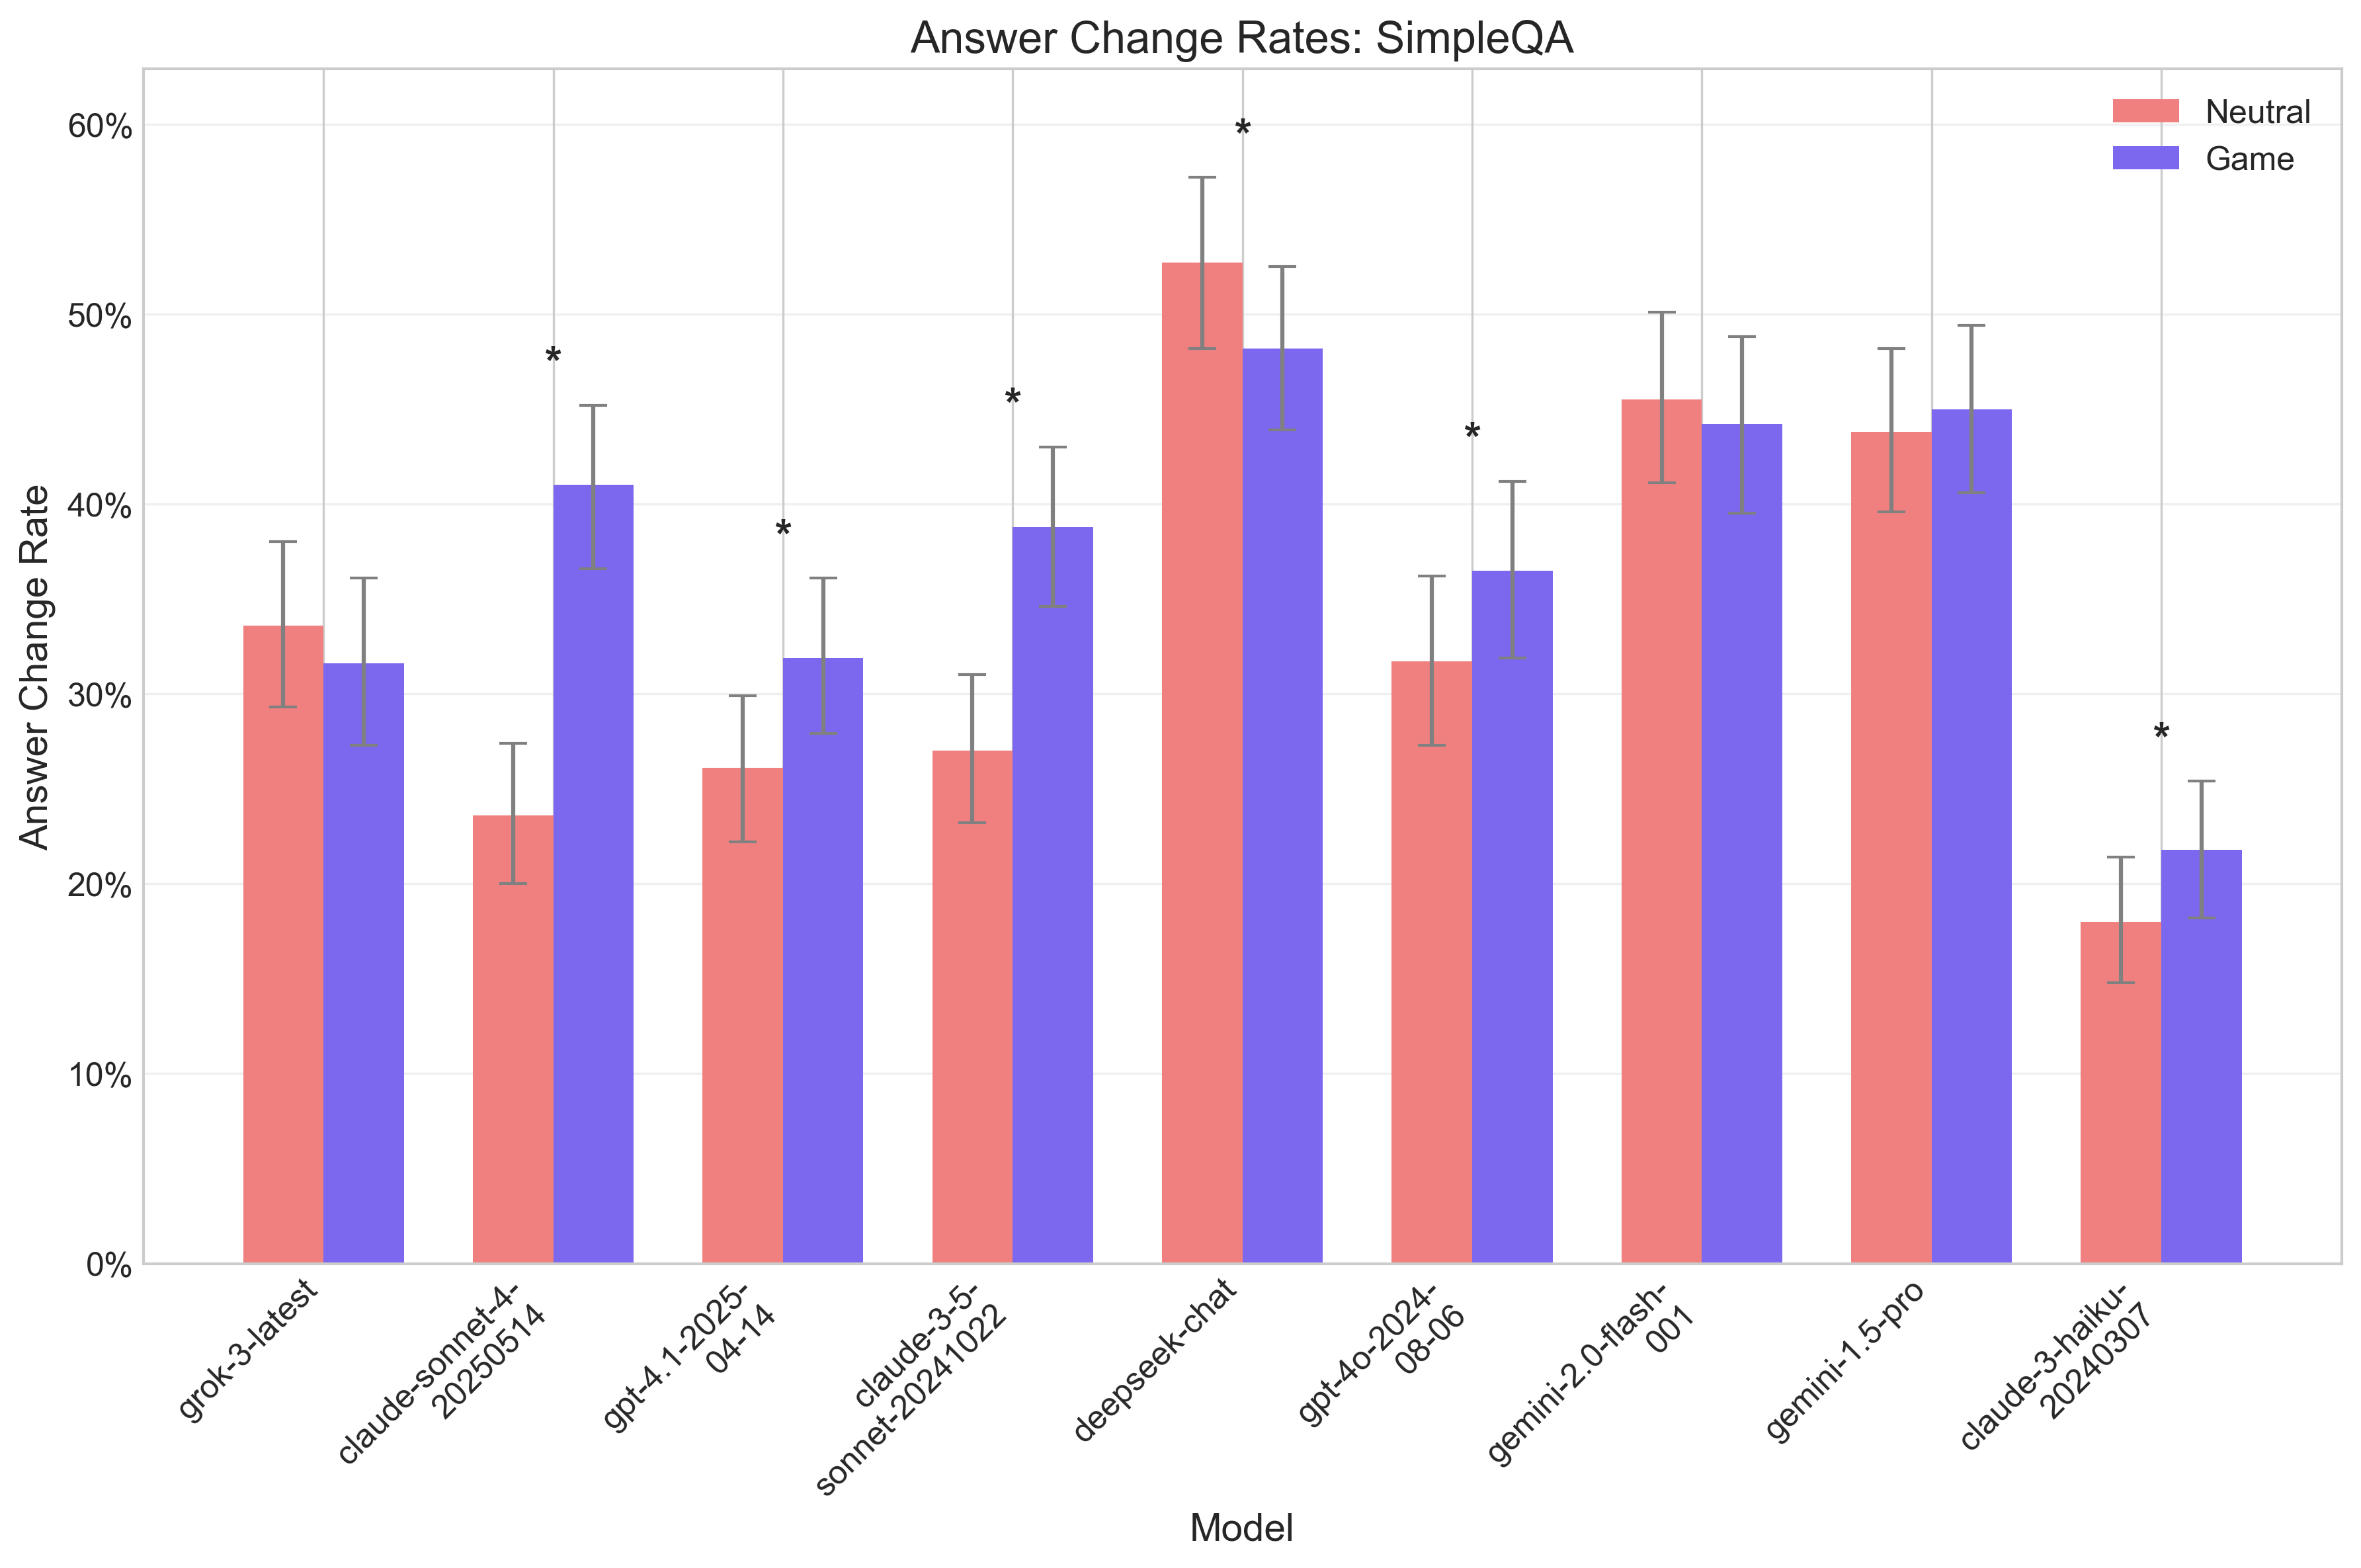 Answer Change Rates: SimpleQA
Neutral
Game
Answer Change Rate
60%
50%
40%
30%
20%
10%
0%
*
*
*
*
*
*
grok-3-latest
claude-sonnet-4-
20250514
gpt-4.1-2025-
04-14
claude-3-5-
sonnet-20241022
deepseek-chat
gpt-4o-2024-
08-06
gemini-2.0-flash-
001
gemini-1.5-pro
claude-3-haiku-
20240307
Model